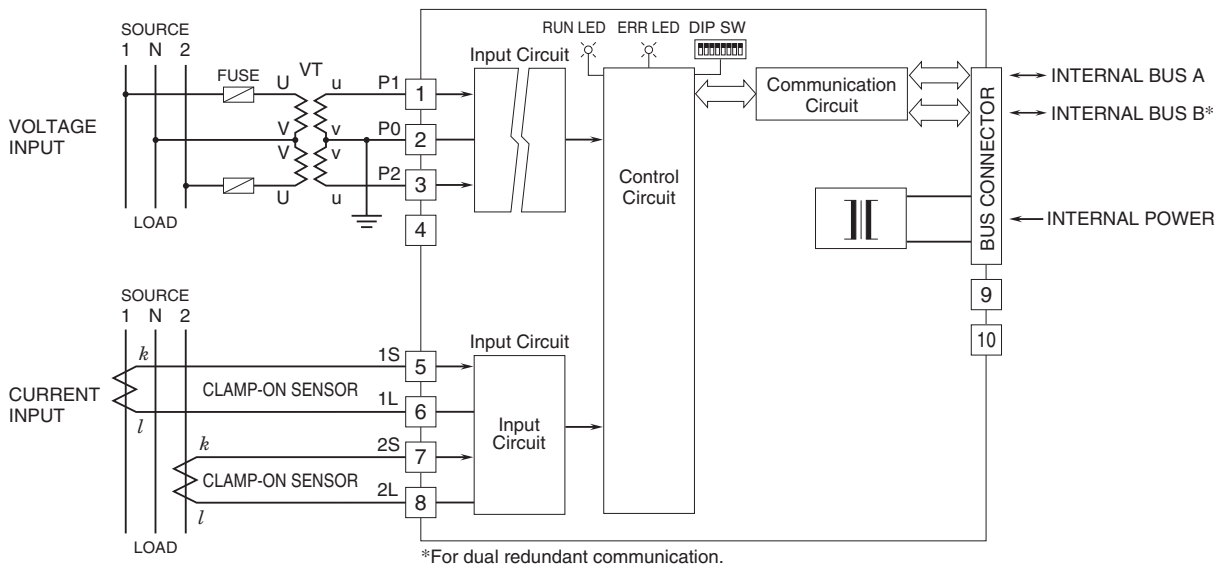 SOURCE
1 N 2
VOLTAGE
INPUT
FUSE
U
VT
u
P1
1
V
v
P0
2
V
v
P2
3
U
u
4
LOAD
Input Circuit
RUN LED
ERR LED
DIP SW
Control
Circuit
Communication
Circuit
BUS CONNECTOR
INTERNAL BUS A
INTERNAL BUS B*
INTERNAL POWER
9
10
SOURCE
1 N 2
CURRENT
INPUT
k
CLAMP-ON SENSOR
l
1S
5
1L
6
k
CLAMP-ON SENSOR
l
2S
7
2L
8
LOAD
Input Circuit
Input
Circuit
*For dual redundant communication.